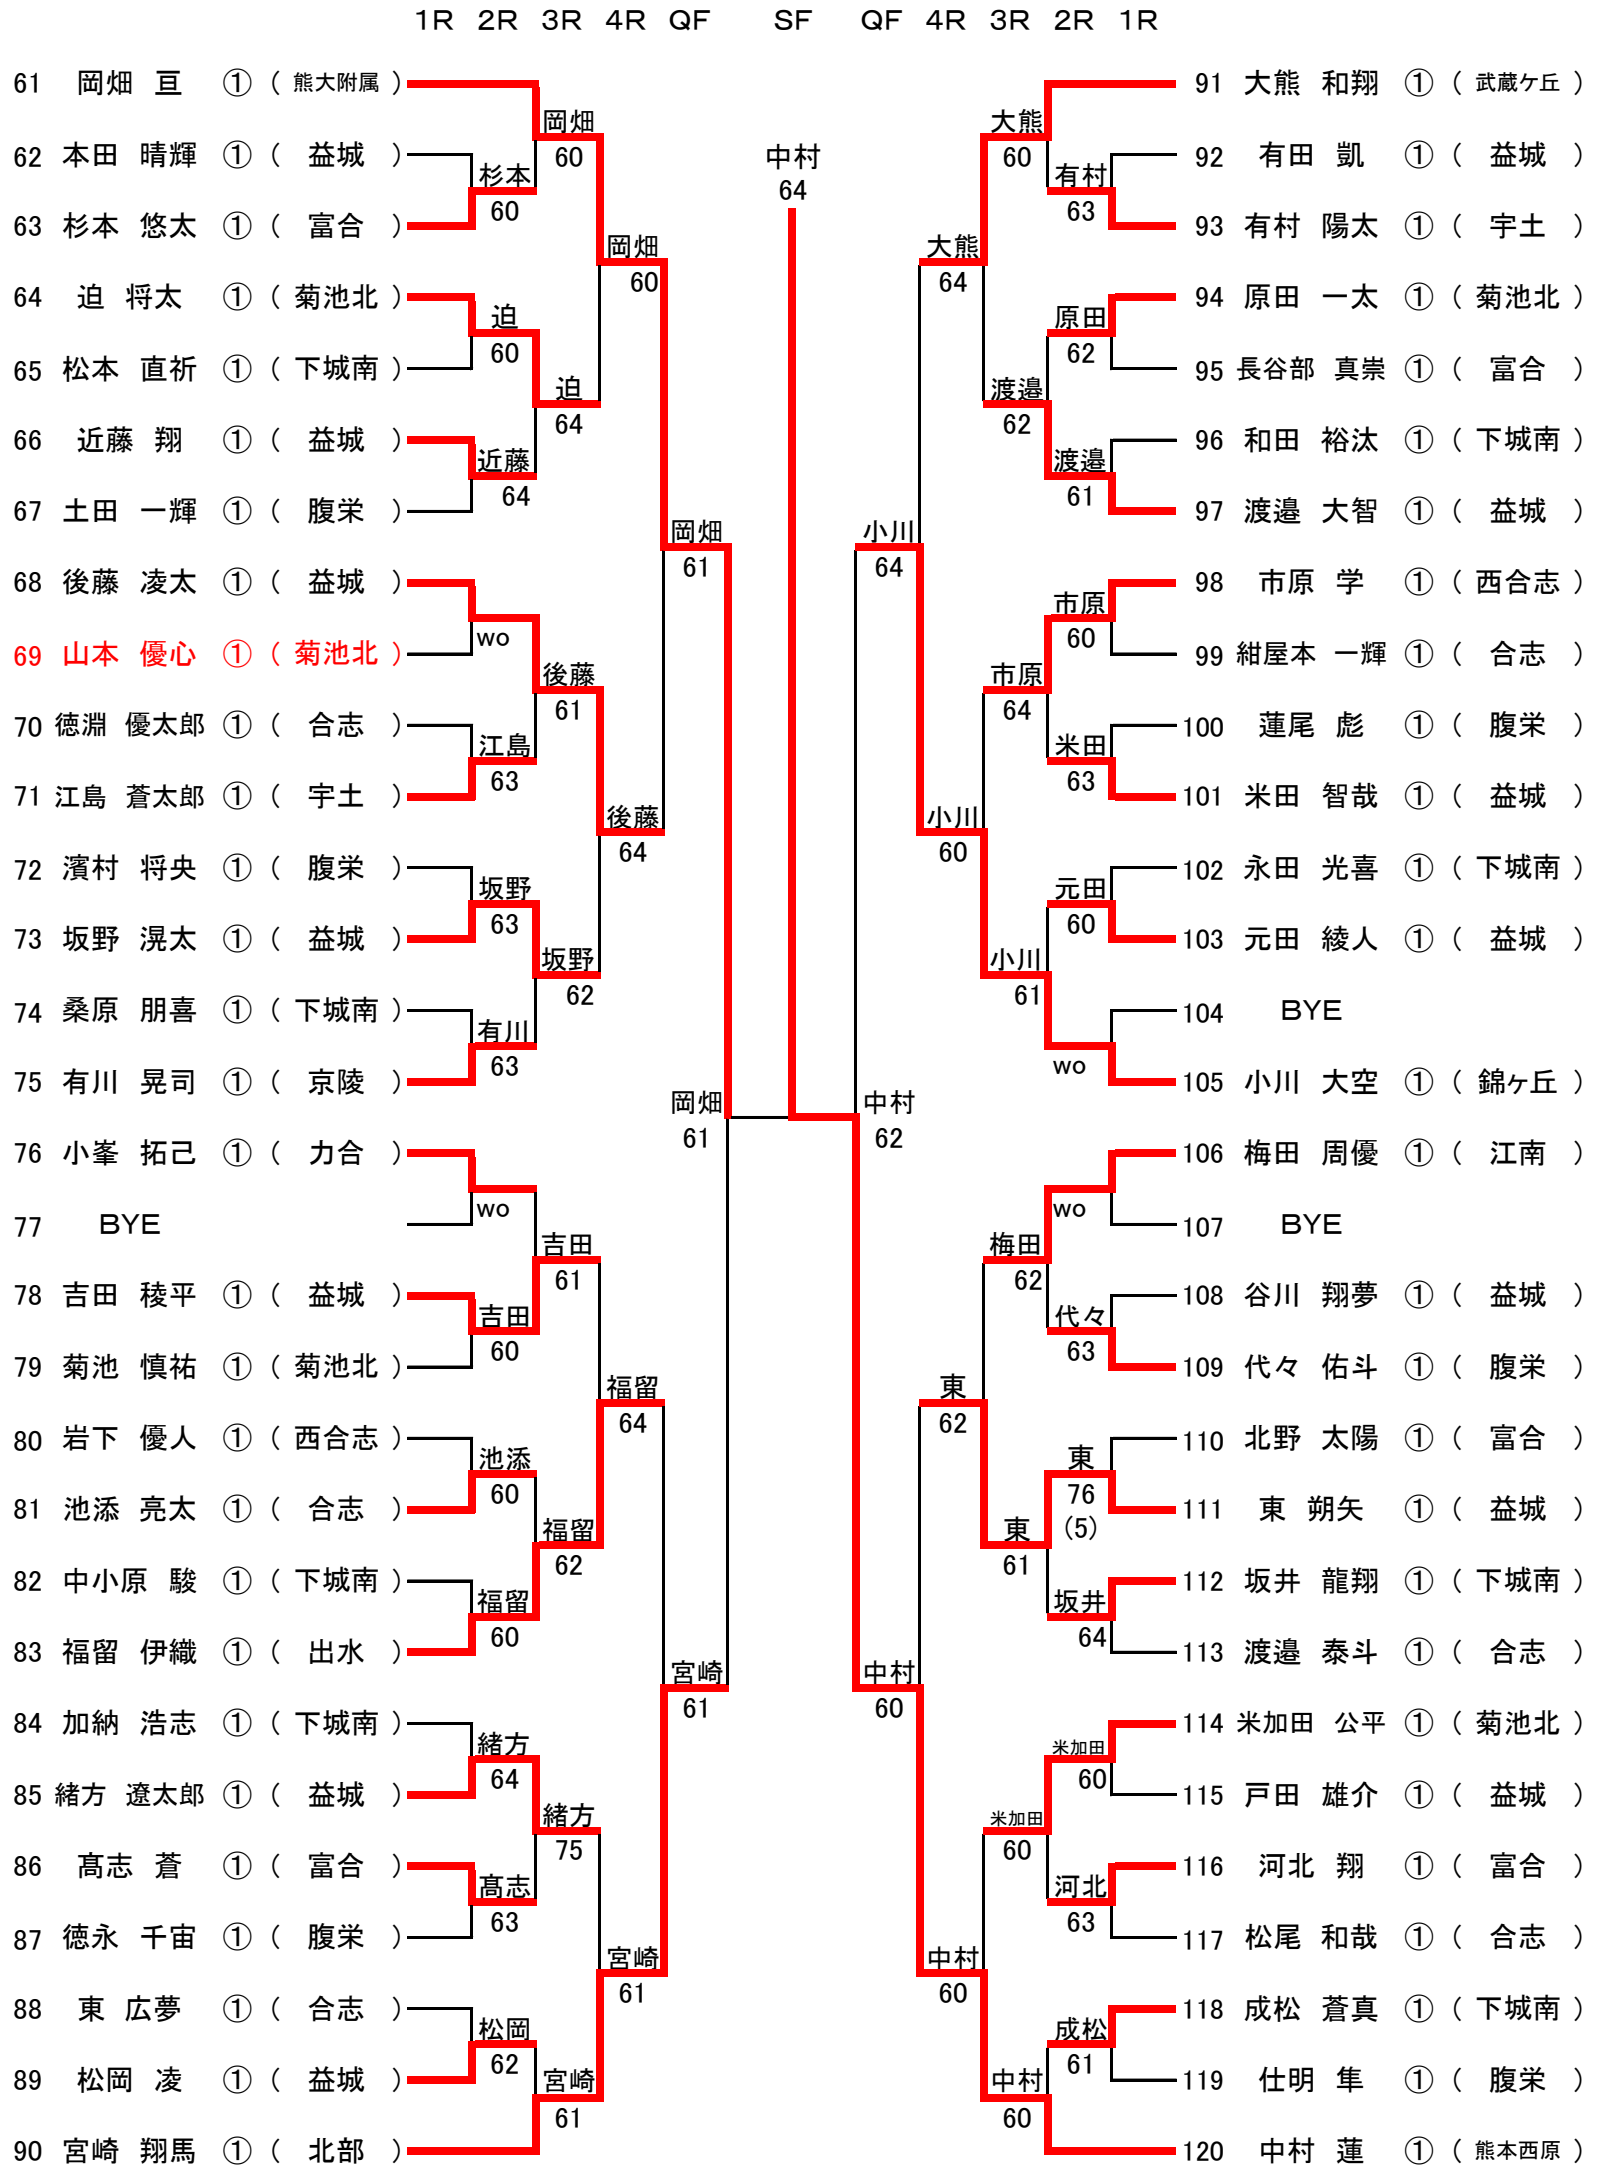 1R 2R 3R 4R QF SF QF 4R 3R 2R 1R
61 岡畑 亘 ① ( 熊大附属 ) 91 大熊 和翔 ① ( 武蔵ケ丘 )
岡畑 大熊
62 本田 晴輝 ① ( 益城 ) 60 中村 60 92 有田 凱 ① ( 益城 )
杉本 64 有村
60 63
63 杉本 悠太 ① ( 富合 ) 93 有村 陽太 ① ( 宇土 )
岡畑 大熊
60 64
64 迫 将太 ① ( 菊池北 ) 94 原田 一太 ① ( 菊池北 )
迫 原田
60 62
65 松本 直祈 ① ( 下城南 ) 95 長谷部 真崇 ① ( 富合 )
迫 渡邉
64 62
66 近藤 翔 ① ( 益城 ) 96 和田 裕汰 ① ( 下城南 )
近藤 渡邉
64 61
67 土田 一輝 ① ( 腹栄 ) 97 渡邉 大智 ① ( 益城 )
岡畑 小川
61 64
68 後藤 凌太 ① ( 益城 ) 98 市原 学 ① ( 西合志 )
市原
wo 60
69 山本 優心 ① ( 菊池北 ) 99 紺屋本 一輝 ① ( 合志 )
後藤 市原
61 64
70 徳淵 優太郎 ① ( 合志 ) 100 蓮尾 彪 ① ( 腹栄 )
江島 米田
63 63
71 江島 蒼太郎 ① ( 宇土 ) 101 米田 智哉 ① ( 益城 )
後藤 小川
64 60
72 濱村 将央 ① ( 腹栄 ) 102 永田 光喜 ① ( 下城南 )
坂野 元田
63 60
73 坂野 滉太 ① ( 益城 ) 103 元田 綾人 ① ( 益城 )
坂野 小川
62 61
74 桑原 朋喜 ① ( 下城南 ) 104 BYE
有川
63 wo
75 有川 晃司 ① ( 京陵 ) 105 小川 大空 ① ( 錦ヶ丘 )
岡畑 中村
61 62
76 小峯 拓己 ① ( 力合 ) 106 梅田 周優 ① ( 江南 )
wo wo
77 BYE 107 BYE
吉田 梅田
61 62
78 吉田 稜平 ① ( 益城 ) 108 谷川 翔夢 ① ( 益城 )
吉田 代々
60 63
79 菊池 慎祐 ① ( 菊池北 ) 109 代々 佑斗 ① ( 腹栄 )
福留 東
64 62
80 岩下 優人 ① ( 西合志 ) 110 北野 太陽 ① ( 富合 )
池添 東
60 76
81 池添 亮太 ① ( 合志 ) 111 東 朔矢 ① ( 益城 )
福留 東 (5)
62 61
82 中小原 駿 ① ( 下城南 ) 112 坂井 龍翔 ① ( 下城南 )
福留 坂井
60 64
83 福留 伊織 ① ( 出水 ) 113 渡邉 泰斗 ① ( 合志 )
宮崎 中村
61 60
84 加納 浩志 ① ( 下城南 ) 114 米加田 公平 ① ( 菊池北 )
緒方 米加田
64 60
85 緒方 遼太郎 ① ( 益城 ) 115 戸田 雄介 ① ( 益城 )
緒方 米加田
75 60
86 髙志 蒼 ① ( 富合 ) 116 河北 翔 ① ( 富合 )
髙志 河北
63 63
87 徳永 千宙 ① ( 腹栄 ) 117 松尾 和哉 ① ( 合志 )
宮崎 中村
61 60
88 東 広夢 ① ( 合志 ) 118 成松 蒼真 ① ( 下城南 )
松岡 成松
62 61
89 松岡 凌 ① ( 益城 ) 119 仕明 隼 ① ( 腹栄 )
宮崎 中村
61 60
90 宮崎 翔馬 ① ( 北部 ) 120 中村 蓮 ① ( 熊本西原 )